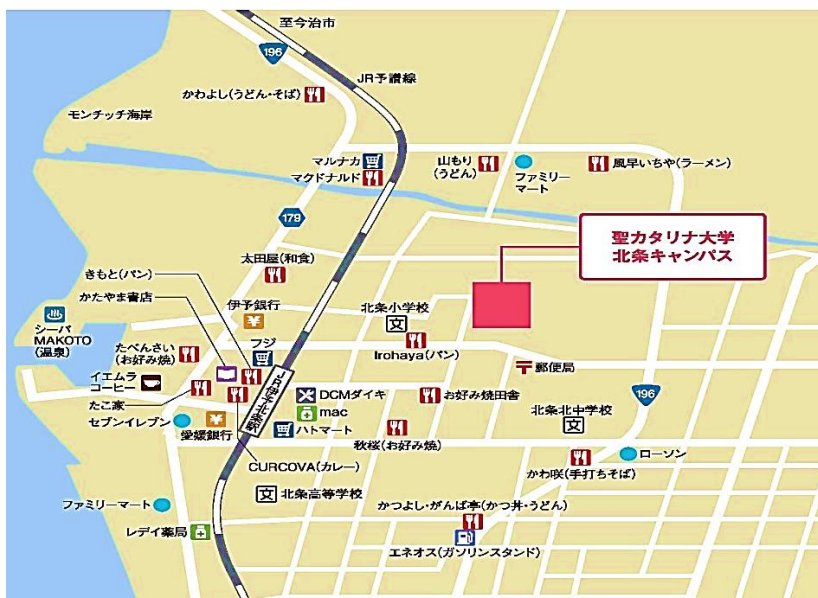 至今治市
196
JR予讃線
かわよし(うどん・そば)
モンチッチ海岸
マルナカ
マクドナルド
山もり
(うどん)
ファミリー
マート
風早いちや(ラーメン)
179
聖カタリナ大学
北条キャンパス
太田屋(和食)
きもと(パン)
かたやま書店
伊予銀行
¥
北条小学校
文
シーパ
MAKOTO
(温泉)
たべんさい
(お好み焼)
フジ
Irohaya(パン)
郵便局
イエムラ
コーヒー
JR伊予北条駅
DCMダイキ
お好み焼田舎
196
たこ家
mac
北条北中学校
文
セブンイレブン
愛媛銀行
¥
ハトマート
秋桜(お好み焼)
ローソン
かわ咲(手打ちそば)
CURCOVA(カレー)
文
北条高等学校
ファミリーマート
かつよし・がんば亭(かつ丼・うどん)
レデイ薬局
エネオス(ガソリンスタンド)